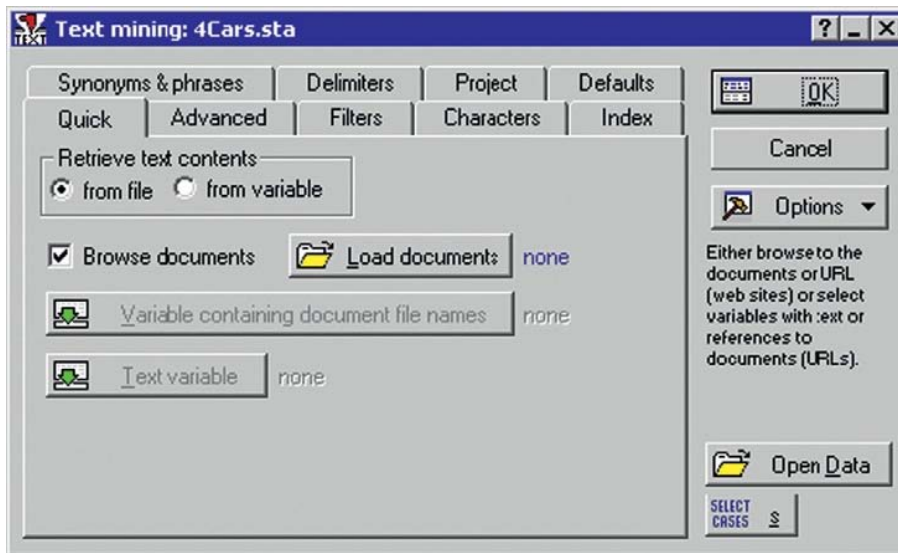 TEXT
Text mining: 4Cars.sta
?
Synonyms & phrases Delimiters Project Defaults
Quick Advanced Filters Characters Index
Retrieve text contents
from file from variable
Browse documents Load documents none
Variable containing document file names none
Text variable none
OK
Cancel
Options
Either browse to the
documents or URL
(web sites) or select
variables with :ext or
references to
documents (URLs).
Open Data
SELECT
CASES S